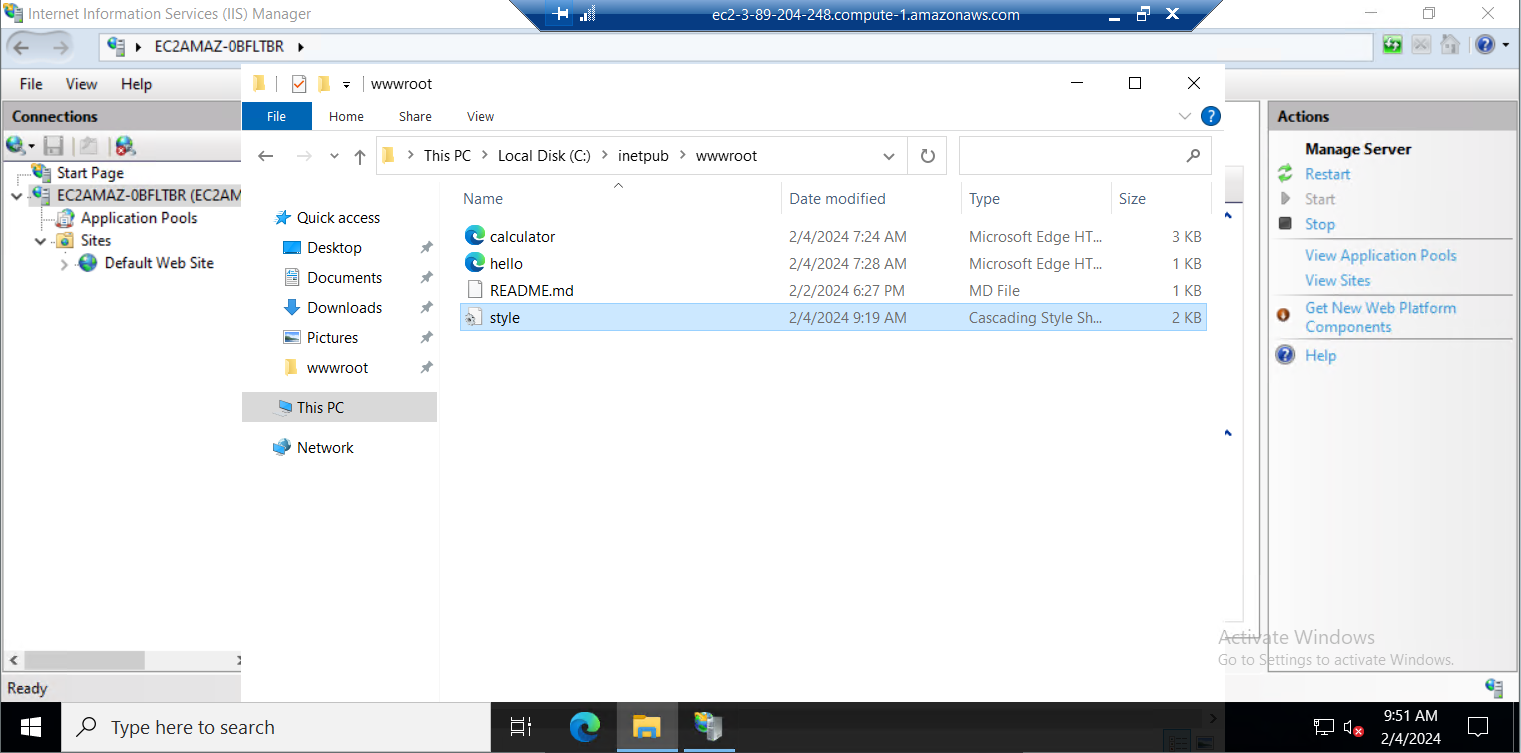 Internet Information Services (IIS) Manager
ec2-3-89-204-248.compute-1.amazonaws.com
EC2AMAZ-0BFLTBR
File View Help
Connections
Start Page
EC2AMAZ-0BFLTBR (EC2AM
Application Pools
Sites
Default Web Site
Ready
wwwroot
File Home Share View
This PC > Local Disk (C:) > inetpub > wwwroot
Quick access
Desktop
Documents
Downloads
Pictures
wwwroot
This PC
Network
Name Date modified Type Size
calculator 2/4/2024 7:24 AM Microsoft Edge HT... 3 KB
hello 2/4/2024 7:28 AM Microsoft Edge HT... 1 KB
README.md 2/2/2024 6:27 PM MD File 1 KB
style 2/4/2024 9:19 AM Cascading Style Sh... 2 KB
Actions
Manage Server
Restart
Start
Stop
View Application Pools
View Sites
Get New Web Platform
Components
Help
Activate Windows
Go to Settings to activate Windows.
Type here to search
9:51 AM
2/4/2024